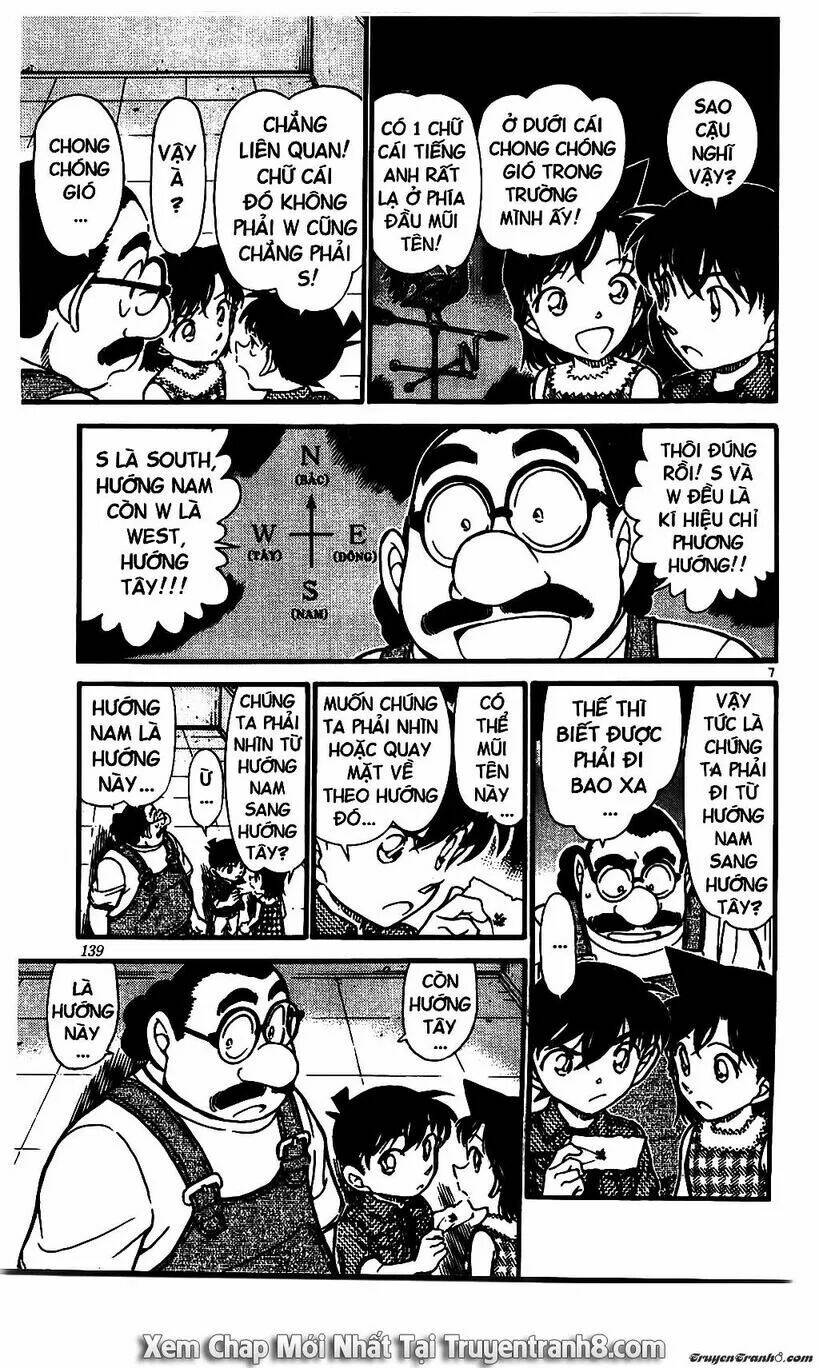 SAO
CẬU
NGHĨ
VẬY?
Ở DƯỚI CÁI
CHONG CHÓNG
GIÓ TRONG
TRƯỜNG
MÌNH ẤY!
CÓ 1 CHỮ
CÁI TIẾNG
ANH RẤT
LẠ Ở PHÍA
ĐẦU MŨI
TÊN!
N
CHẲNG
LIÊN QUAN!
CHỮ CÁI
ĐÓ KHÔNG
PHẢI W CŨNG
CHẲNG PHẢI
S!
VẬY
À
?
CHONG
CHÓNG
GIÓ
...
THÔI ĐÚNG
RỒI! S VÀ
W ĐỀU LÀ
KÍ HIỆU CHỈ
PHƯƠNG
HƯỚNG!!
N
(BẮC)
W
(TÂY)
E
(ĐÔNG)
S
(NAM)
S LÀ SOUTH,
HƯỚNG NAM
CÒN W LÀ
WEST,
HƯỚNG
TÂY!!!
7
VẬY
TỨC LÀ
CHÚNG
TA PHẢI
ĐI TỪ
HƯỚNG
NAM
SANG
HƯỚNG
TÂY?
THẾ THÌ
BIẾT ĐƯỢC
PHẢI ĐI
BAO XA
...
...
CÓ
THỂ
MŨI
TÊN
NÀY
...
MUỐN CHÚNG
TA PHẢI NHÌN
HOẶC QUAY
MẶT VỀ
THEO HƯỚNG
ĐÓ...
CHÚNG
TA PHẢI
NHÌN TỪ
HƯỚNG
NAM
SANG
HƯỚNG
TÂY?
Ừ
...
HƯỚNG
NAM LÀ
HƯỚNG
NÀY...
139
CÒN
HƯỚNG
TÂY
...
LÀ
HƯỚNG
NÀY
...
Xem Chap Mới Nhất Tại Truyentranh8.com
TruyenTranh8.com